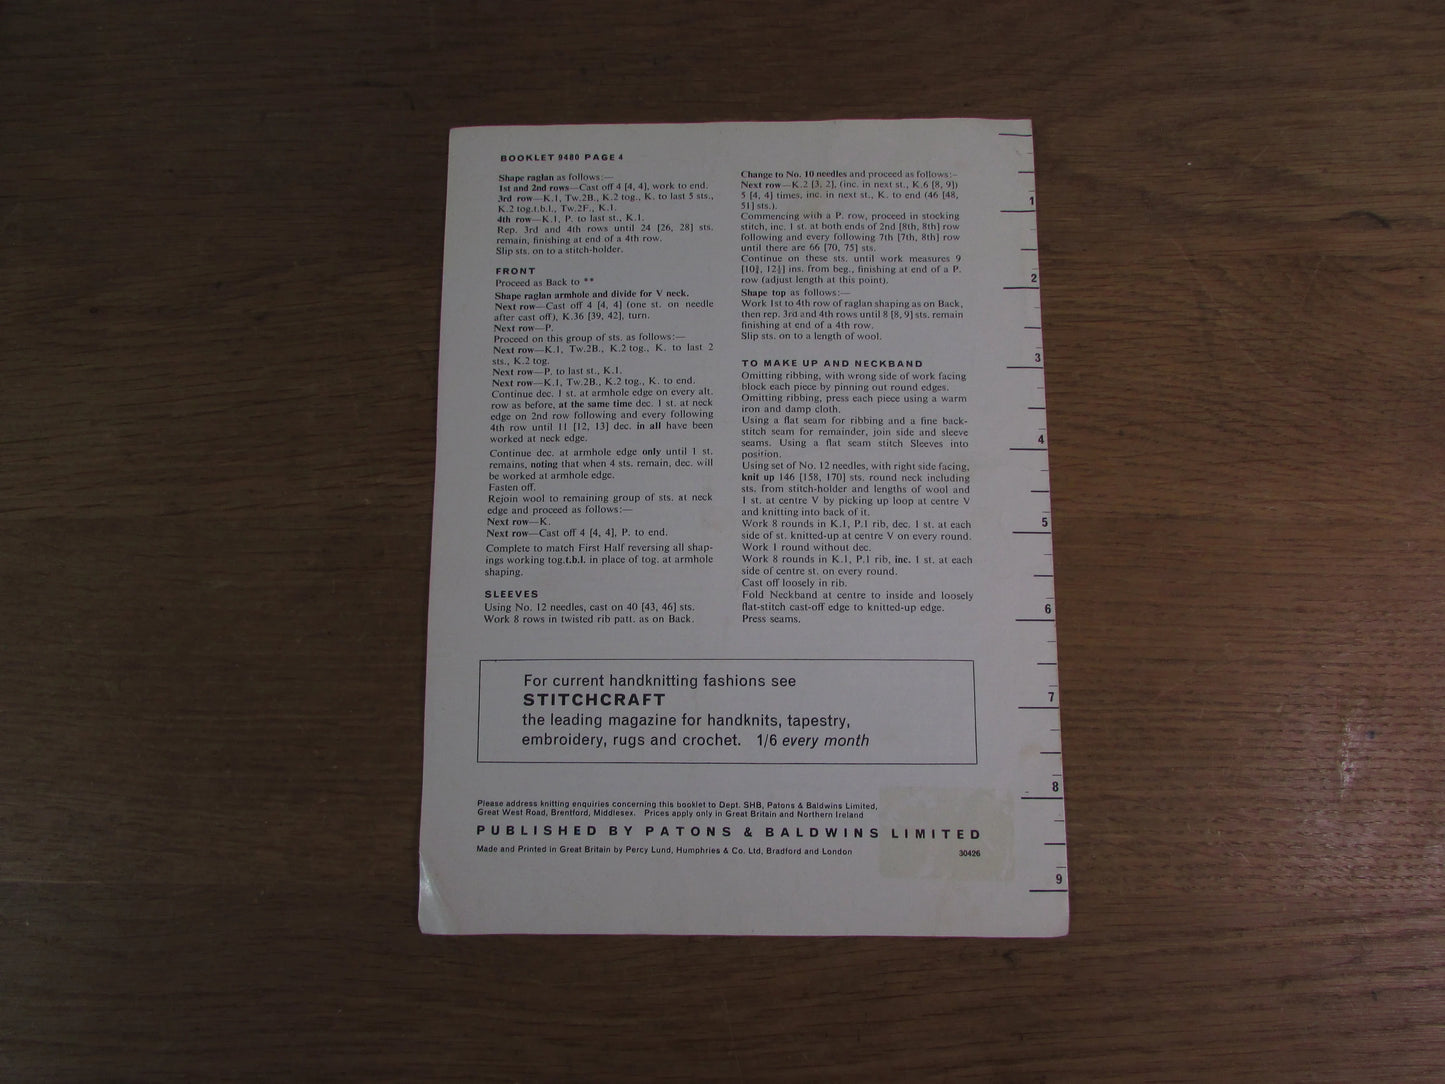 BOOKLET 9480 PAGE 4
Shape raglan as follows:—
1st and 2nd rows—Cast off 4 [4, 4], work to end.
3rd row—K.1, Tw.2B., K.2 tog., K. to last 5 sts.,
K.2 tog.t.b.l., Tw.2F., K.1.
4th row—K.1, P. to last st., K.1.
Rep. 3rd and 4th rows until 24 [26, 28] sts.
remain, finishing at end of a 4th row.
Slip sts. on to a stitch-holder.
FRONT
Proceed as Back to **
Shape raglan armhole and divide for V neck.
Next row—Cast off 4 [4, 4] (one st. on needle
after cast off), K.36 [39, 42], turn.
Next row—P.
Proceed on this group of sts. as follows:—
Next row—K.1, Tw.2B., K.2 tog., K. to last 2
sts., K.2 tog.
Next row—P. to last st., K.1.
Next row—K.1, Tw.2B., K.2 tog., K. to end.
Continue dec. 1 st. at armhole edge on every alt.
row as before, at the same time dec. 1 st. at neck
edge on 2nd row following and every following
4th row until 11 [12, 13] dec. in all have been
worked at neck edge.
Continue dec. at armhole edge only until 1 st.
remains, noting that when 4 sts. remain, dec. will
be worked at armhole edge.
Fasten off.
Rejoin wool to remaining group of sts. at neck
edge and proceed as follows:—
Next row—K.
Next row—Cast off 4 [4, 4], P. to end.
Complete to match First Half reversing all shap-
ings working tog.t.b.l. in place of tog. at armhole
shaping.
SLEEVES
Using No. 12 needles, cast on 40 [43, 46] sts.
Work 8 rows in twisted rib patt. as on Back.
Change to No. 10 needles and proceed as follows:–
Next row—K.2 [3, 2], (inc. in next st., K.6 [8, 9])
5 [4, 4] times, inc. in next st., K. to end (46 [48,
51] sts.).
Commencing with a P. row, proceed in stocking
stitch, inc. 1 st. at both ends of 2nd [8th, 8th] row
following and every following 7th [7th, 8th] row
until there are 66 [70, 75] sts.
Continue on these sts. until work measures 9
[10¾, 12½] ins. from beg., finishing at end of a P.
row (adjust length at this point).
Shape top as follows:—
Work 1st to 4th row of raglan shaping as on Back,
then rep. 3rd and 4th rows until 8 [8, 9] sts. remain
finishing at end of a 4th row.
Slip sts. on to a length of wool.
TO MAKE UP AND NECKBAND
Omitting ribbing, with wrong side of work facing
block each piece by pinning out round edges.
Omitting ribbing, press each piece using a warm
iron and damp cloth.
Using a flat seam for ribbing and a fine back-
stitch seam for remainder, join side and sleeve
seams. Using a flat seam stitch Sleeves into
position.
Using set of No. 12 needles, with right side facing,
knit up 146 [158, 170] sts. round neck including
sts. from stitch-holder and lengths of wool and
1 st. at centre V by picking up loop at centre V
and knitting into back of it.
Work 8 rounds in K.1, P.1 rib, dec. 1 st. at each
side of st. knitted-up at centre V on every round.
Work 1 round without dec.
Work 8 rounds in K.1, P.1 rib, inc. 1 st. at each
side of centre st. on every round.
Cast off loosely in rib.
Fold Neckband at centre to inside and loosely
flat-stitch cast-off edge to knitted-up edge.
Press seams.
For current handknitting fashions see
STITCHCRAFT
the leading magazine for handknits, tapestry,
embroidery, rugs and crochet. 1/6 every month
Please address knitting enquiries concerning this booklet to Dept. SHB, Patons & Baldwins Limited,
Great West Road, Brentford, Middlesex. Prices apply only in Great Britain and Northern Ireland
PUBLISHED BY PATONS & BALDWINS LIMITED
Made and Printed in Great Britain by Percy Lund, Humphries & Co. Ltd, Bradford and London
30426
1
2
3
4
5
6
7
8
9